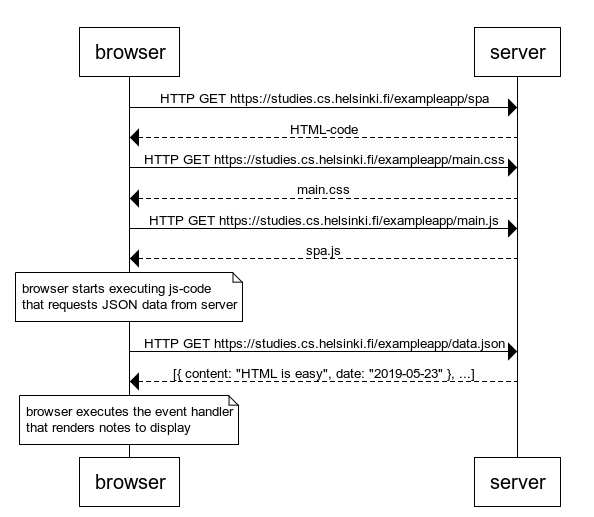 browser server
HTTP GET https://studies.cs.helsinki.fi/exampleapp/spa
HTML-code
HTTP GET https://studies.cs.helsinki.fi/exampleapp/main.css
main.css
HTTP GET https://studies.cs.helsinki.fi/exampleapp/main.js
spa.js
browser starts executing js-code
that requests JSON data from server
HTTP GET https://studies.cs.helsinki.fi/exampleapp/data.json
[{ content: "HTML is easy", date: "2019-05-23" }, ...]
browser executes the event handler
that renders notes to display
browser server